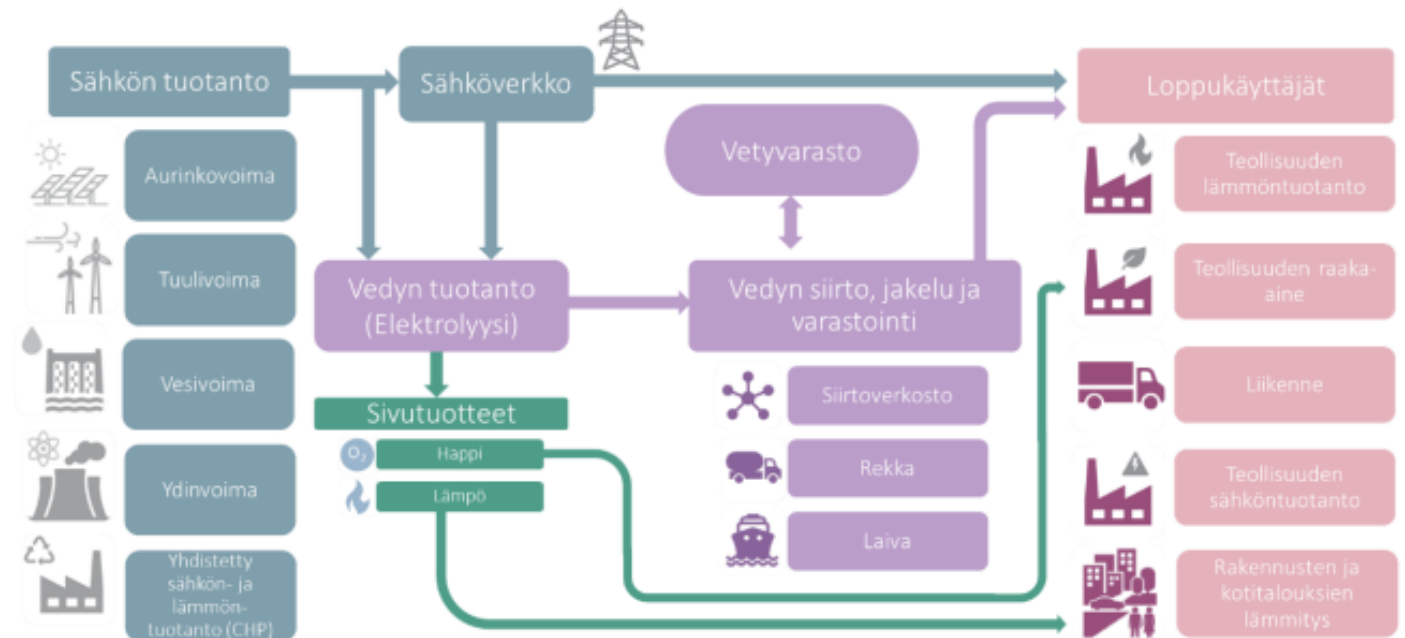 Sähkön tuotanto
Sähköverkko
Loppukäyttäjät
Vetyvarasto
Aurinkovoima
Tuulivoima
Vesivoima
Ydinvoima
Yhdistetty
sähkön- ja
lämmön-
tuotanto (CHP)
Vedyn tuotanto
(Elektrolyysi)
Sivutuotteet
O₂
Happi
Lämpö
Vedyn siirto, jakelu ja
varastointi
Siirtoverkosto
Rekka
Laiva
Teollisuuden
lämmöntuotanto
Teollisuuden raaka-
aine
Liikenne
Teollisuuden
sähköntuotanto
Rakennusten ja
kotitalouksien
lämmitys